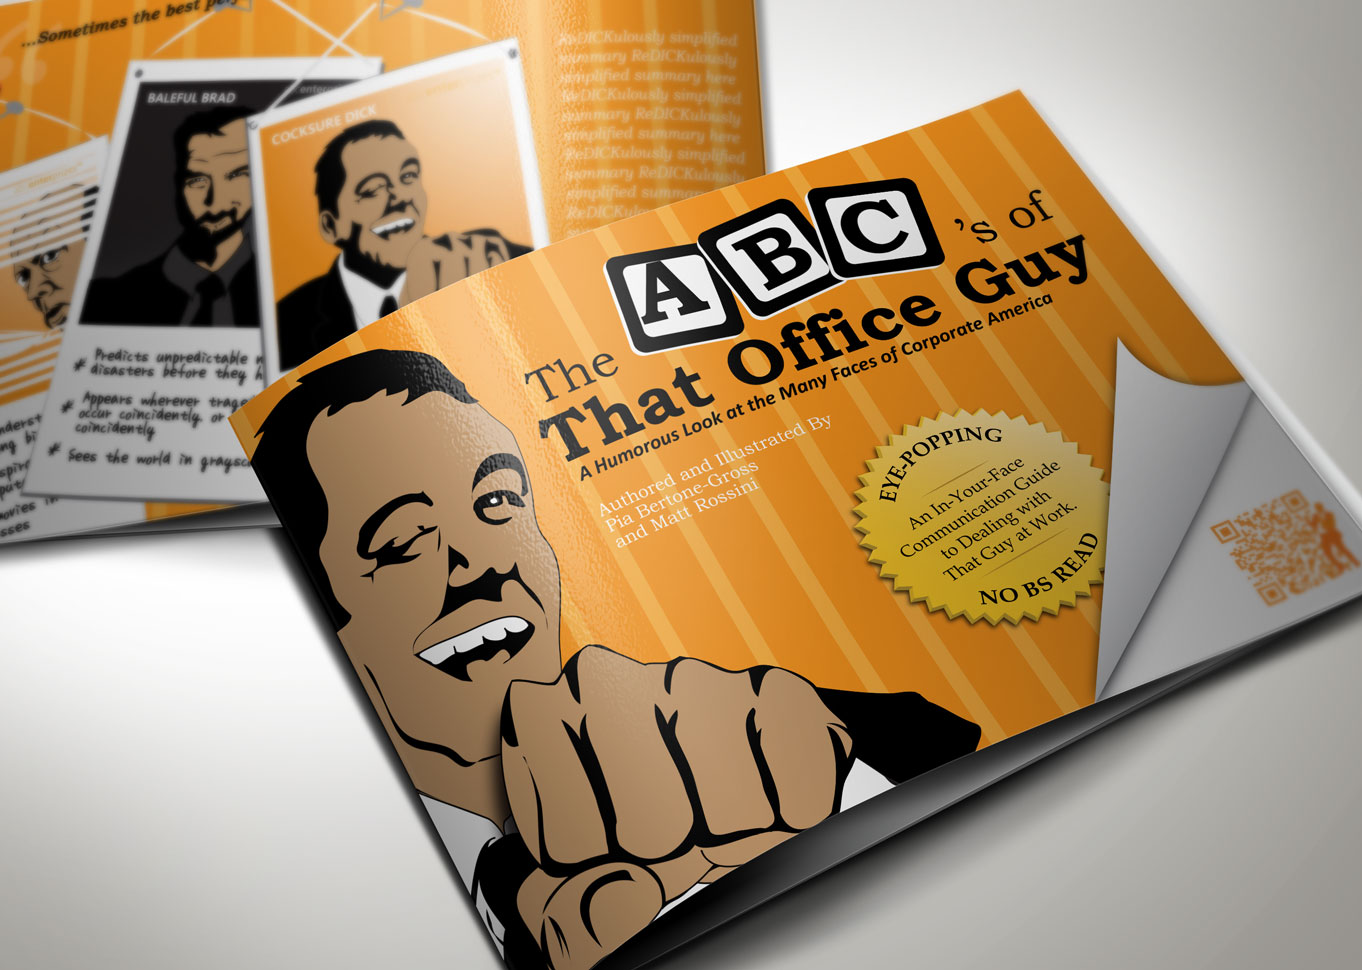 ...Sometimes the best
BALEFUL BRAD
COCKSURE DICK
Predicts unpredictable
disasters before they
Appears wherever
occur coincidently. or
coincidently
Sees the world in
ReDICKulously simplified
summary ReDICKulously
simplified summary here
ReDICKulously simplified
summary ReDICKulously
simplified summary here
ReDICKulously simplified
summary ReDICKulously
simplified
The ABC's of
That Office Guy
A Humorous Look at the Many Faces of Corporate America
Authored and Illustrated By
Pia Bertone-Gross
and Matt Rossini
EYE-POPPING
An In-Your-Face
Communication Guide
to Dealing with
That Guy at Work.
NO BS READ